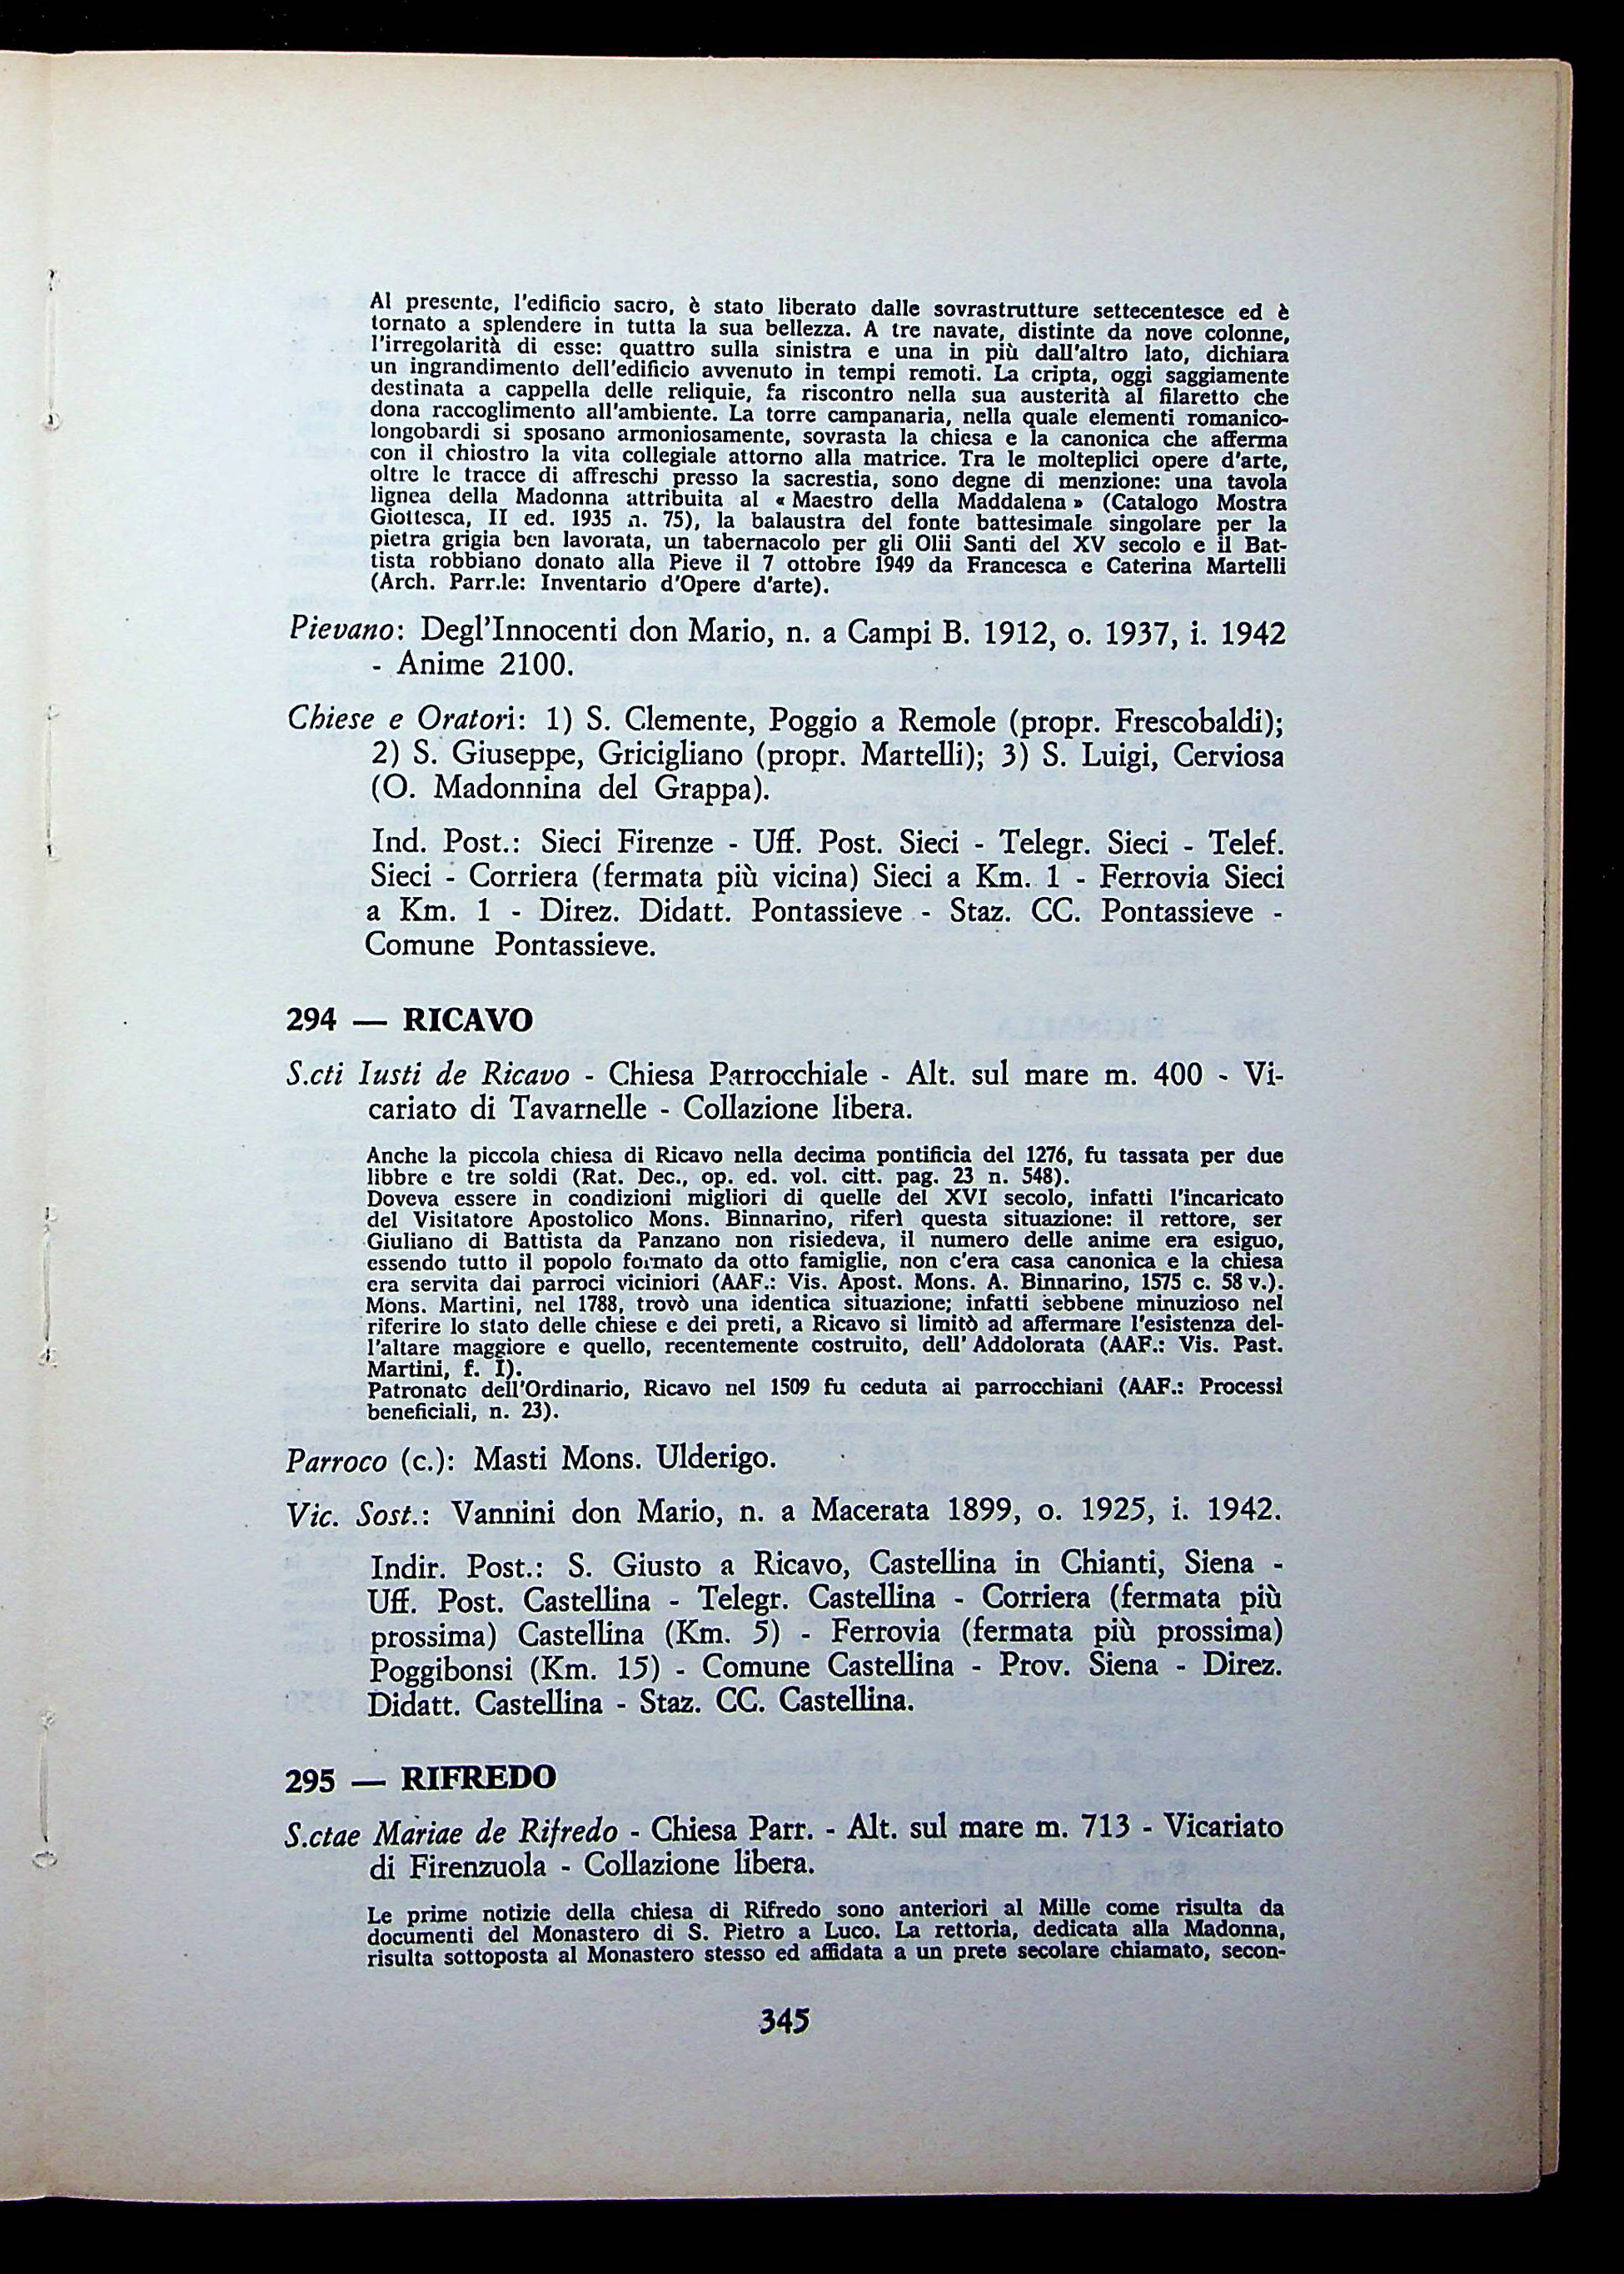 Al presente, l'edificio sacro, è stato liberato dalle sovrastrutture settecentesce ed è
tornato a splendere in tutta la sua bellezza. A tre navate, distinte da nove colonne,
l'irregolarità di esse: quattro sulla sinistra e una in più dall'altro lato, dichiara
un ingrandimento dell'edificio avvenuto in tempi remoti. La cripta, oggi saggiamente
destinata a cappella delle reliquie, fa riscontro nella sua austerità al filaretto che
dona raccoglimento all'ambiente. La torre campanaria, nella quale elementi romanico-
longobardi si sposano armoniosamente, sovrasta la chiesa e la canonica che afferma
con il chiostro la vita collegiale attorno alla matrice. Tra le molteplici opere d'arte,
oltre le tracce di affreschi presso la sacrestia, sono degne di menzione: una tavola
lignea della Madonna attribuita al « Maestro della Maddalena » (Catalogo Mostra
Giottesca, II ed. 1935 n. 75), la balaustra del fonte battesimale singolare per la
pietra grigia ben lavorata, un tabernacolo per gli Olii Santi del XV secolo e il Bat-
tista robbiano donato alla Pieve il 7 ottobre 1949 da Francesca e Caterina Martelli
(Arch. Parr.le: Inventario d'Opere d'arte).
Pievano: Degl'Innocenti don Mario, n. a Campi B. 1912, o. 1937, i. 1942
- Anime 2100.
Chiese e Oratori: 1) S. Clemente, Poggio a Remole (propr. Frescobaldi);
2) S. Giuseppe, Gricigliano (propr. Martelli); 3) S. Luigi, Cerviosa
(O. Madonnina del Grappa).
Ind. Post.: Sieci Firenze - Uff. Post. Sieci - Telegr. Sieci - Telef.
Sieci - Corriera (fermata più vicina) Sieci a Km. 1 - Ferrovia Sieci
a Km. 1 - Direz. Didatt. Pontassieve - Staz. CC. Pontassieve -
Comune Pontassieve.
294 — RICAVO
S.cti Iusti de Ricavo - Chiesa Parrocchiale - Alt. sul mare m. 400 - Vi-
cariato di Tavarnelle - Collazione libera.
Anche la piccola chiesa di Ricavo nella decima pontificia del 1276, fu tassata per due
libbre e tre soldi (Rat. Dec., op. ed. vol. citt. pag. 23 n. 548).
Doveva essere in condizioni migliori di quelle del XVI secolo, infatti l'incaricato
del Visitatore Apostolico Mons. Binnarino, riferì questa situazione: il rettore, ser
Giuliano di Battista da Panzano non risiedeva, il numero delle anime era esiguo,
essendo tutto il popolo formato da otto famiglie, non c'era casa canonica e la chiesa
era servita dai parroci viciniori (AAF.: Vis. Apost. Mons. A. Binnarino, 1575 c. 58 v.).
Mons. Martini, nel 1788, trovò una identica situazione; infatti sebbene minuzioso nel
riferire lo stato delle chiese e dei preti, a Ricavo si limitò ad affermare l'esistenza del-
l'altare maggiore e quello, recentemente costruito, dell' Addolorata (AAF.: Vis. Past.
Martini, f. I).
Patronato dell'Ordinario, Ricavo nel 1509 fu ceduta ai parrocchiani (AAF.: Processi
beneficiali, n. 23).
Parroco (c.): Masti Mons. Ulderigo.
Vic. Sost.: Vannini don Mario, n. a Macerata 1899, o. 1925, i. 1942.
Indir. Post.: S. Giusto a Ricavo, Castellina in Chianti, Siena -
Uff. Post. Castellina - Telegr. Castellina - Corriera (fermata più
prossima) Castellina (Km. 5) - Ferrovia (fermata più prossima)
Poggibonsi (Km. 15) - Comune Castellina - Prov. Siena - Direz.
Didatt. Castellina - Staz. CC. Castellina.
295 — RIFREDO
S.ctae Mariae de Rifredo - Chiesa Parr. - Alt. sul mare m. 713 - Vicariato
di Firenzuola - Collazione libera.
Le prime notizie della chiesa di Rifredo sono anteriori al Mille come risulta da
documenti del Monastero di S. Pietro a Luco. La rettoria, dedicata alla Madonna,
risulta sottoposta al Monastero stesso ed affidata a un prete secolare chiamato, secon-
345